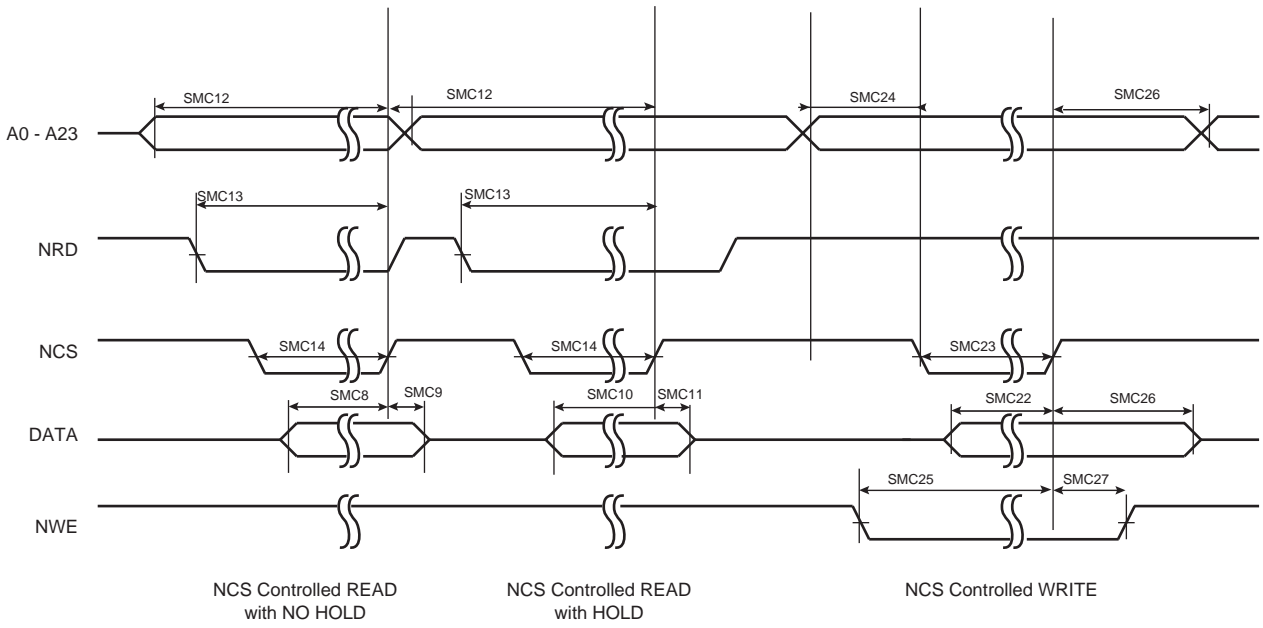 SMC12
SMC12
SMC24
SMC26
A0 - A23
SMC13
SMC13
NRD
NCS
SMC14
SMC14
SMC23
SMC8
SMC9
SMC10
SMC11
SMC22
SMC26
DATA
SMC25
SMC27
NWE
NCS Controlled READ
with NO HOLD
NCS Controlled READ
with HOLD
NCS Controlled WRITE